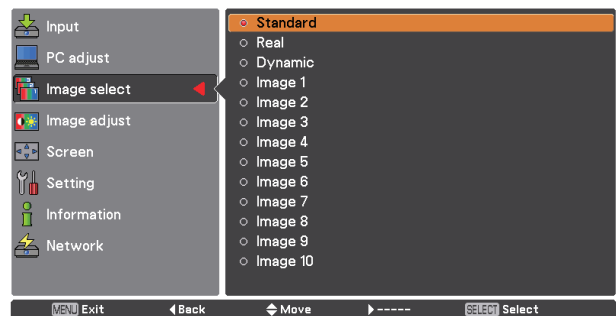 Input
PC adjust
Image select
Image adjust
Screen
Setting
Information
Network
Standard
Real
Dynamic
Image 1
Image 2
Image 3
Image 4
Image 5
Image 6
Image 7
Image 8
Image 9
Image 10
MENU Exit Back Move ----- SELECT Select